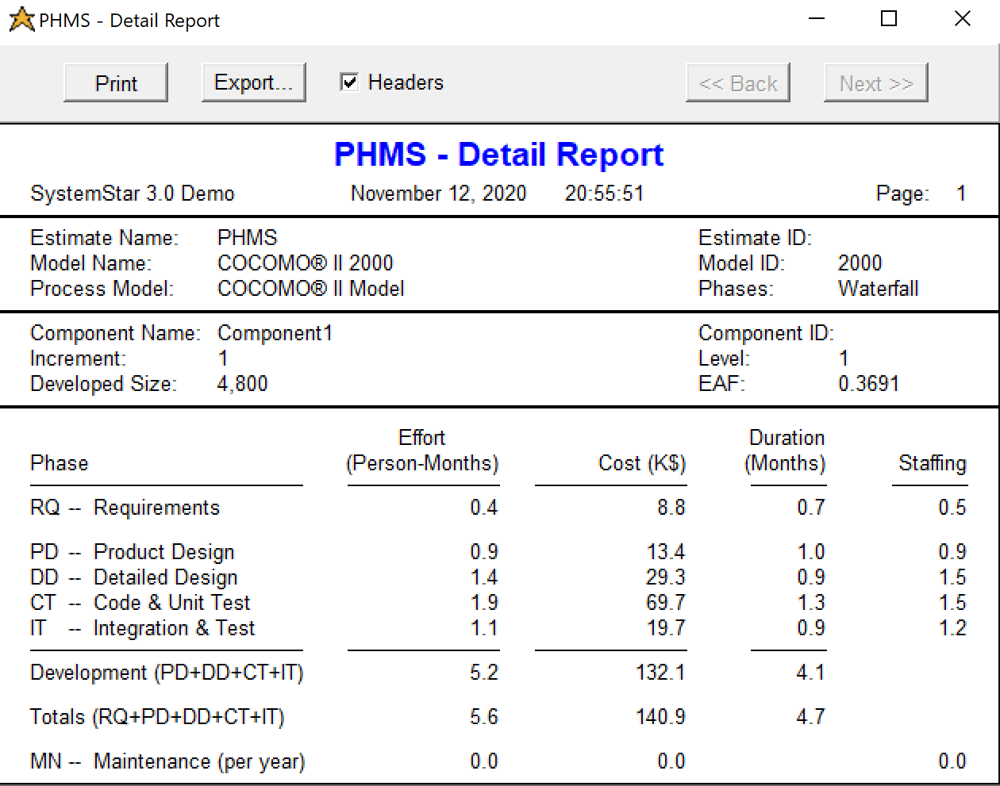 PHMS - Detail Report
Print Export... Headers << Back Next >>
PHMS - Detail Report
SystemStar 3.0 Demo November 12, 2020 20:55:51 Page: 1
Estimate Name: PHMS Estimate ID:
Model Name: COCOMO® II 2000 Model ID: 2000
Process Model: COCOMO® II Model Phases: Waterfall
Component Name: Component1 Component ID:
Increment: 1 Level: 1
Developed Size: 4,800 EAF: 0.3691
Effort Duration
Phase (Person-Months) Cost (K$) (Months) Staffing
RQ -- Requirements 0.4 8.8 0.7 0.5
PD -- Product Design 0.9 13.4 1.0 0.9
DD -- Detailed Design 1.4 29.3 0.9 1.5
CT -- Code & Unit Test 1.9 69.7 1.3 1.5
IT -- Integration & Test 1.1 19.7 0.9 1.2
Development (PD+DD+CT+IT) 5.2 132.1 4.1
Totals (RQ+PD+DD+CT+IT) 5.6 140.9 4.7
MN -- Maintenance (per year) 0.0 0.0 0.0